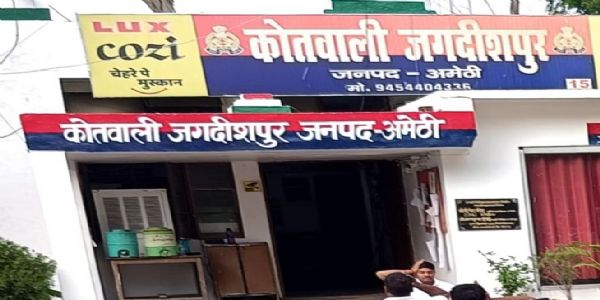 LUX
cozi
चेहरे पे
मुस्कान
कोतवाली जगदीशपुर
जनपद - अमेठी
मो. 9454404336
15
कोतवाली जगदीशपुर जनपद-अमेठी